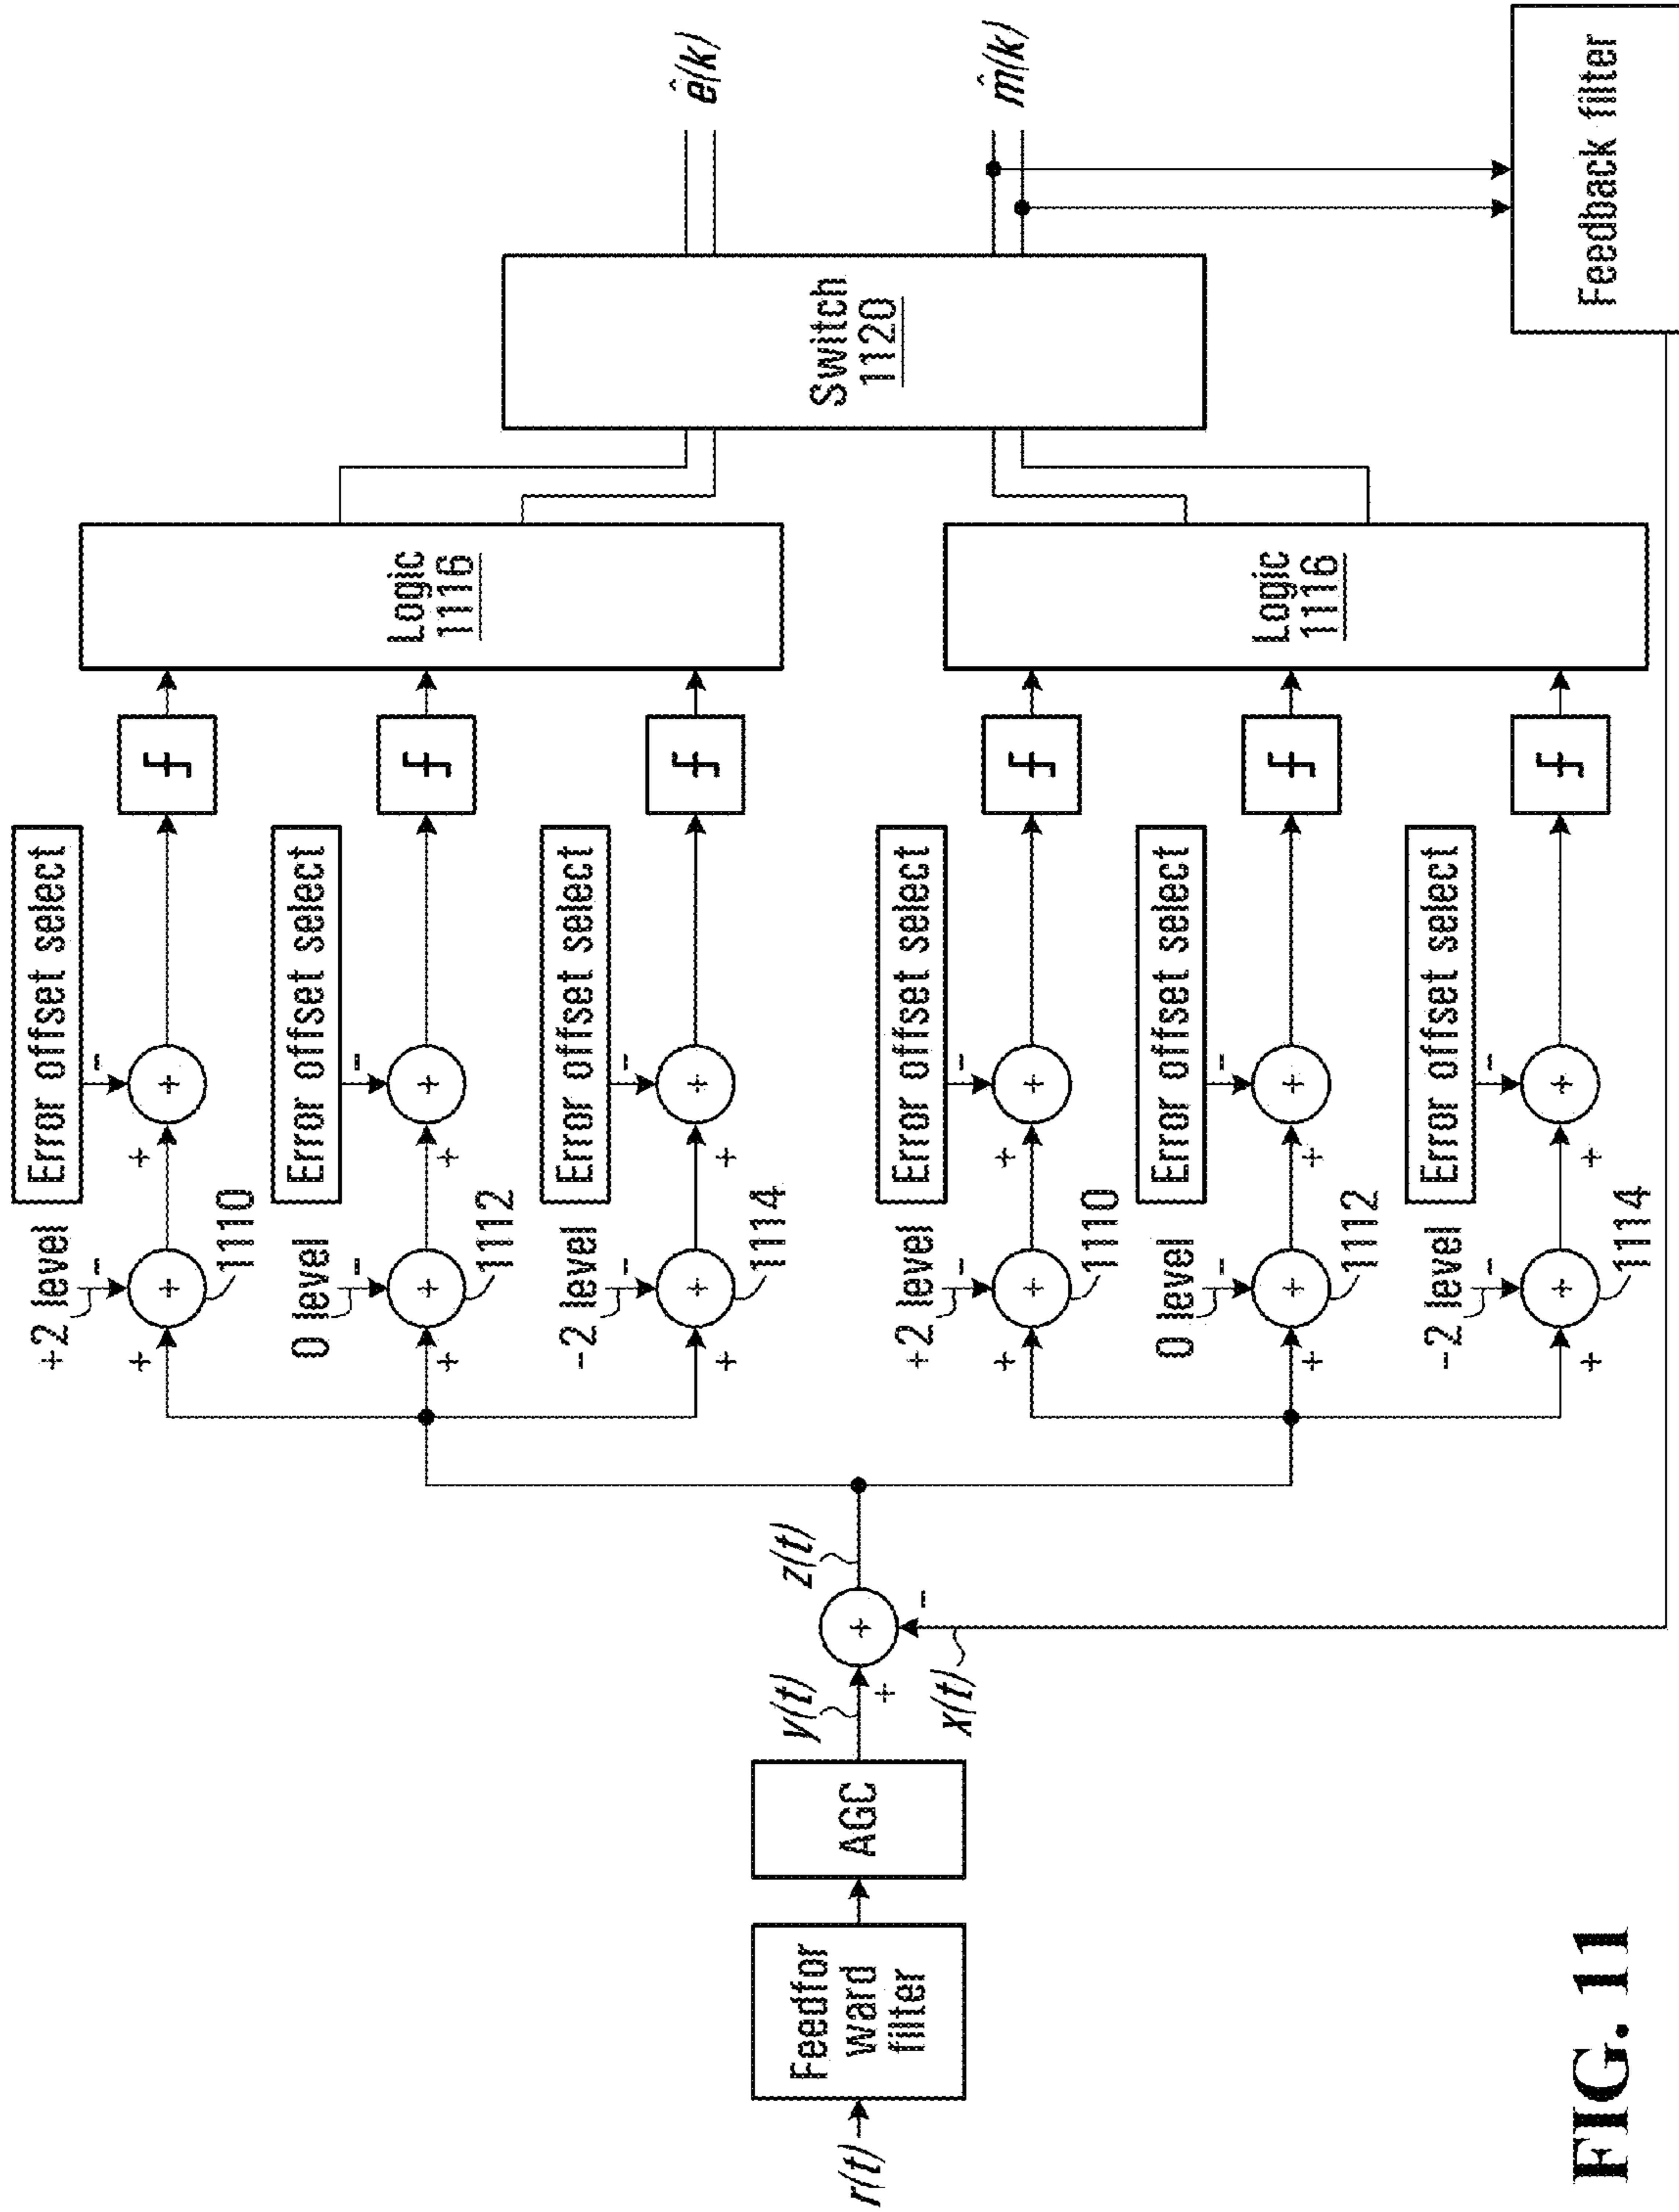 r(t)
Feedfor
ward
filter
AGC
y(t)
x(t)
z(t)
+
-
+
+2 level
-
+
+
1110
Error offset select
-
+
+
0 level
-
+
+
1112
Error offset select
-
+
+
-2 level
-
+
+
1114
Error offset select
-
+
+
Logic
1116
+2 level
-
+
+
1110
Error offset select
-
+
+
0 level
-
+
+
1112
Error offset select
-
+
+
-2 level
-
+
+
1114
Error offset select
-
+
+
Logic
1116
Switch
1120
ê(k)
m̂(k)
Feedback filter
FIG. 11